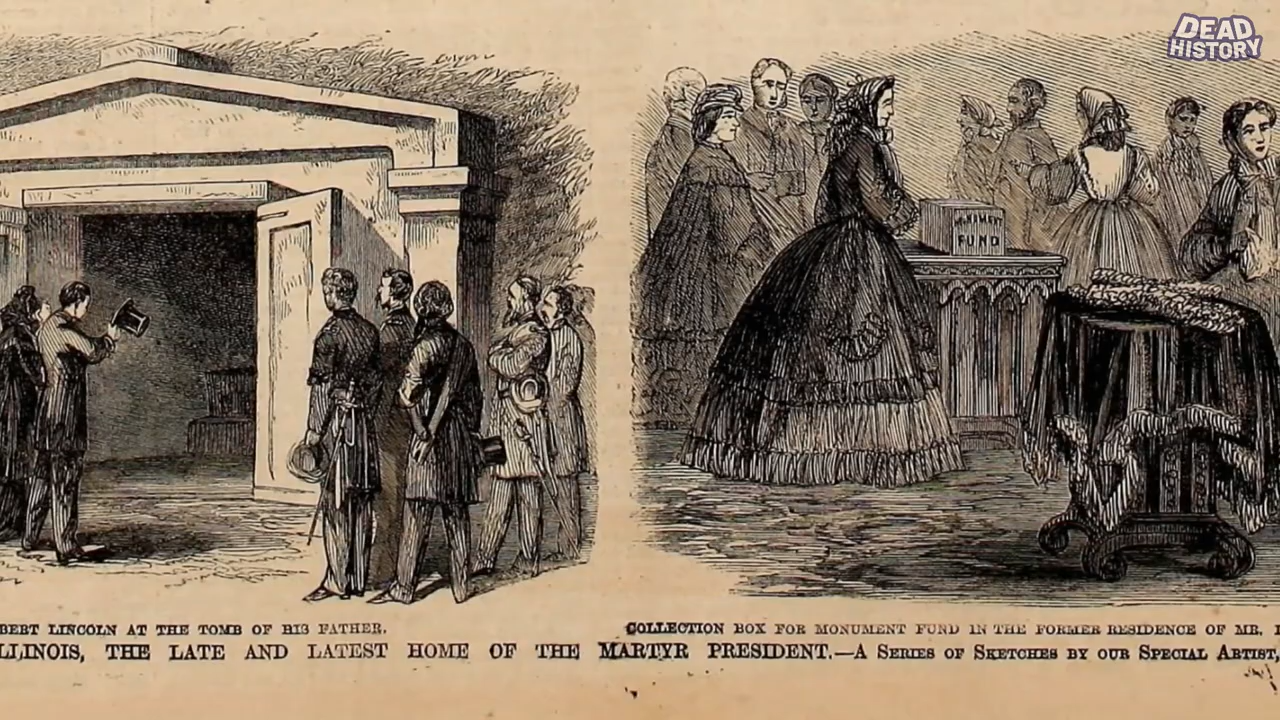 DEAD
HISTORY
MONUMENT
FUND
BERT LINCOLN AT THE TOMB OF HIS FATHER.
COLLECTION BOX FOR MONUMENT FUND IN THE FORMER RESIDENCE OF MR.
LLINOIS, THE LATE AND LATEST HOME OF THE MARTYR PRESIDENT.—A SERIES OF SKETCHES BY OUR SPECIAL ARTIST,